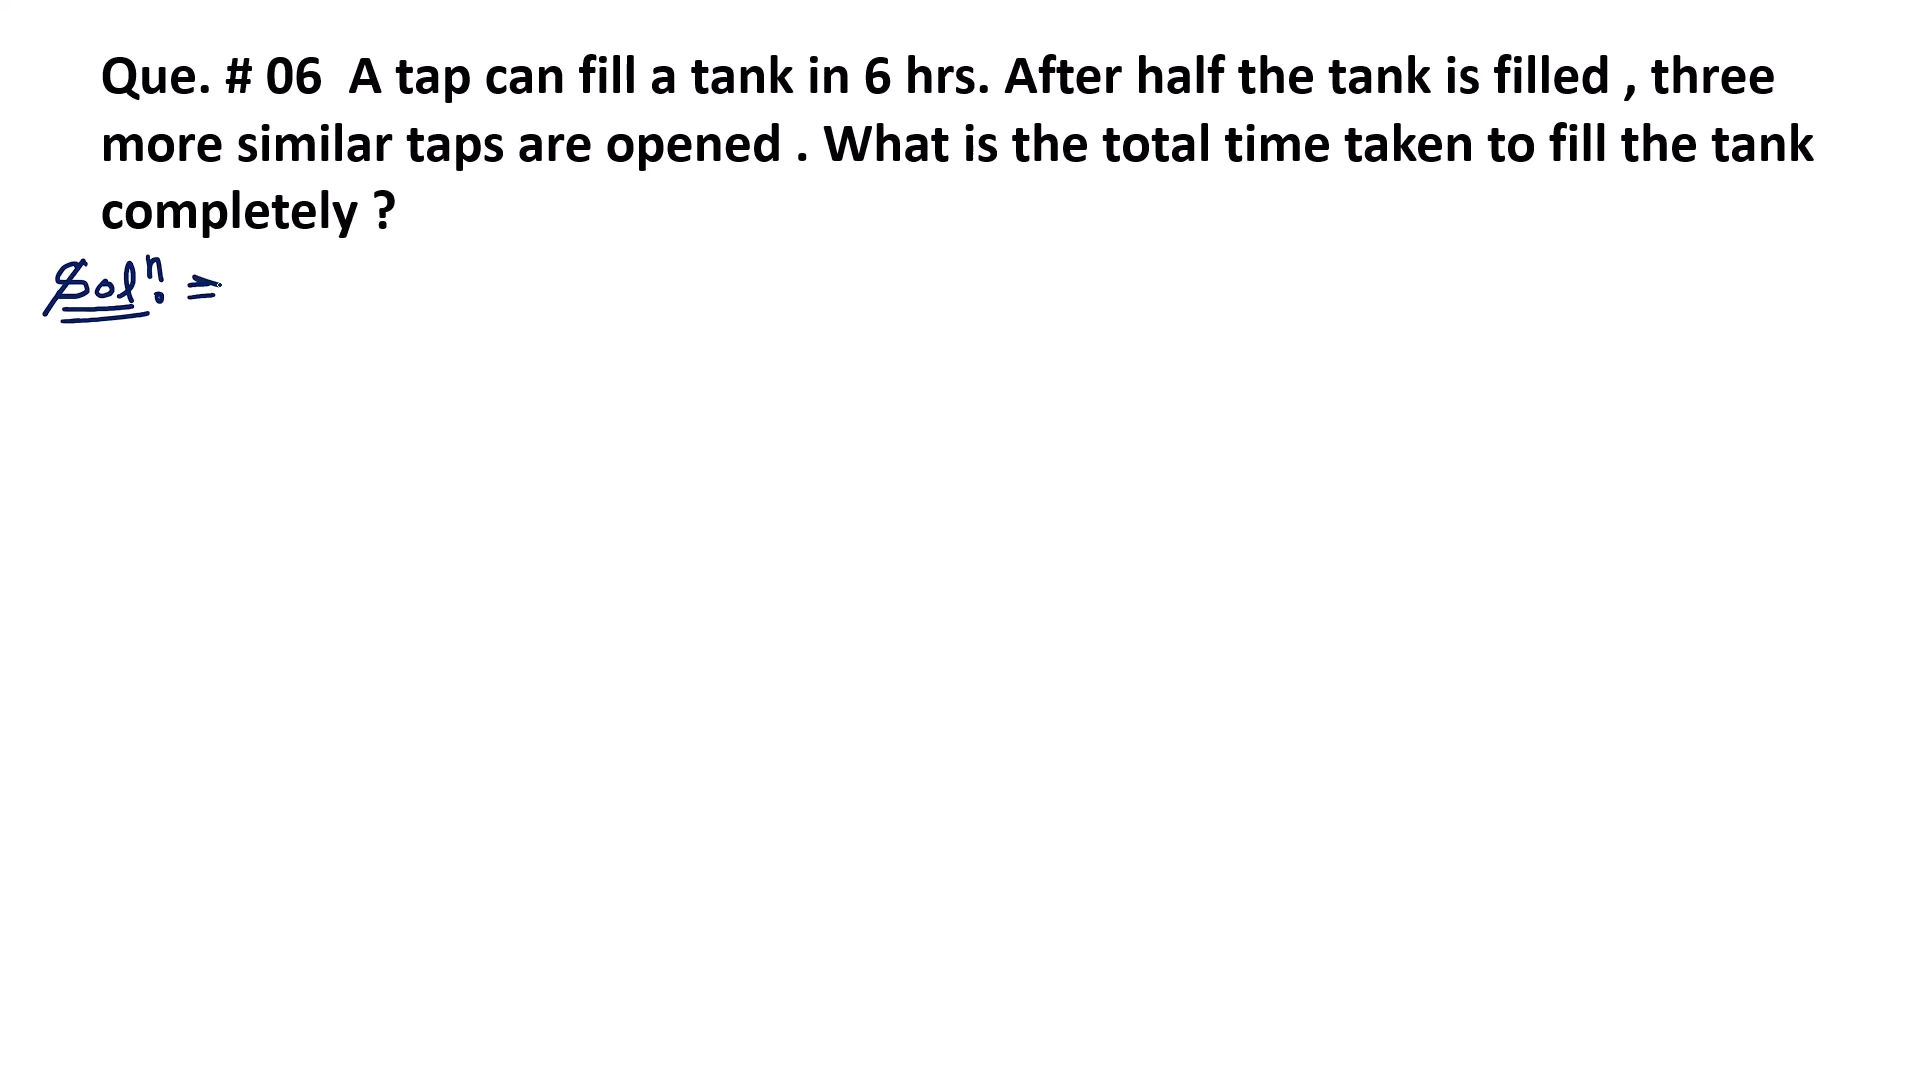 Que. # 06 A tap can fill a tank in 6 hrs. After half the tank is filled , three
more similar taps are opened . What is the total time taken to fill the tank
completely ?
Solⁿ: =